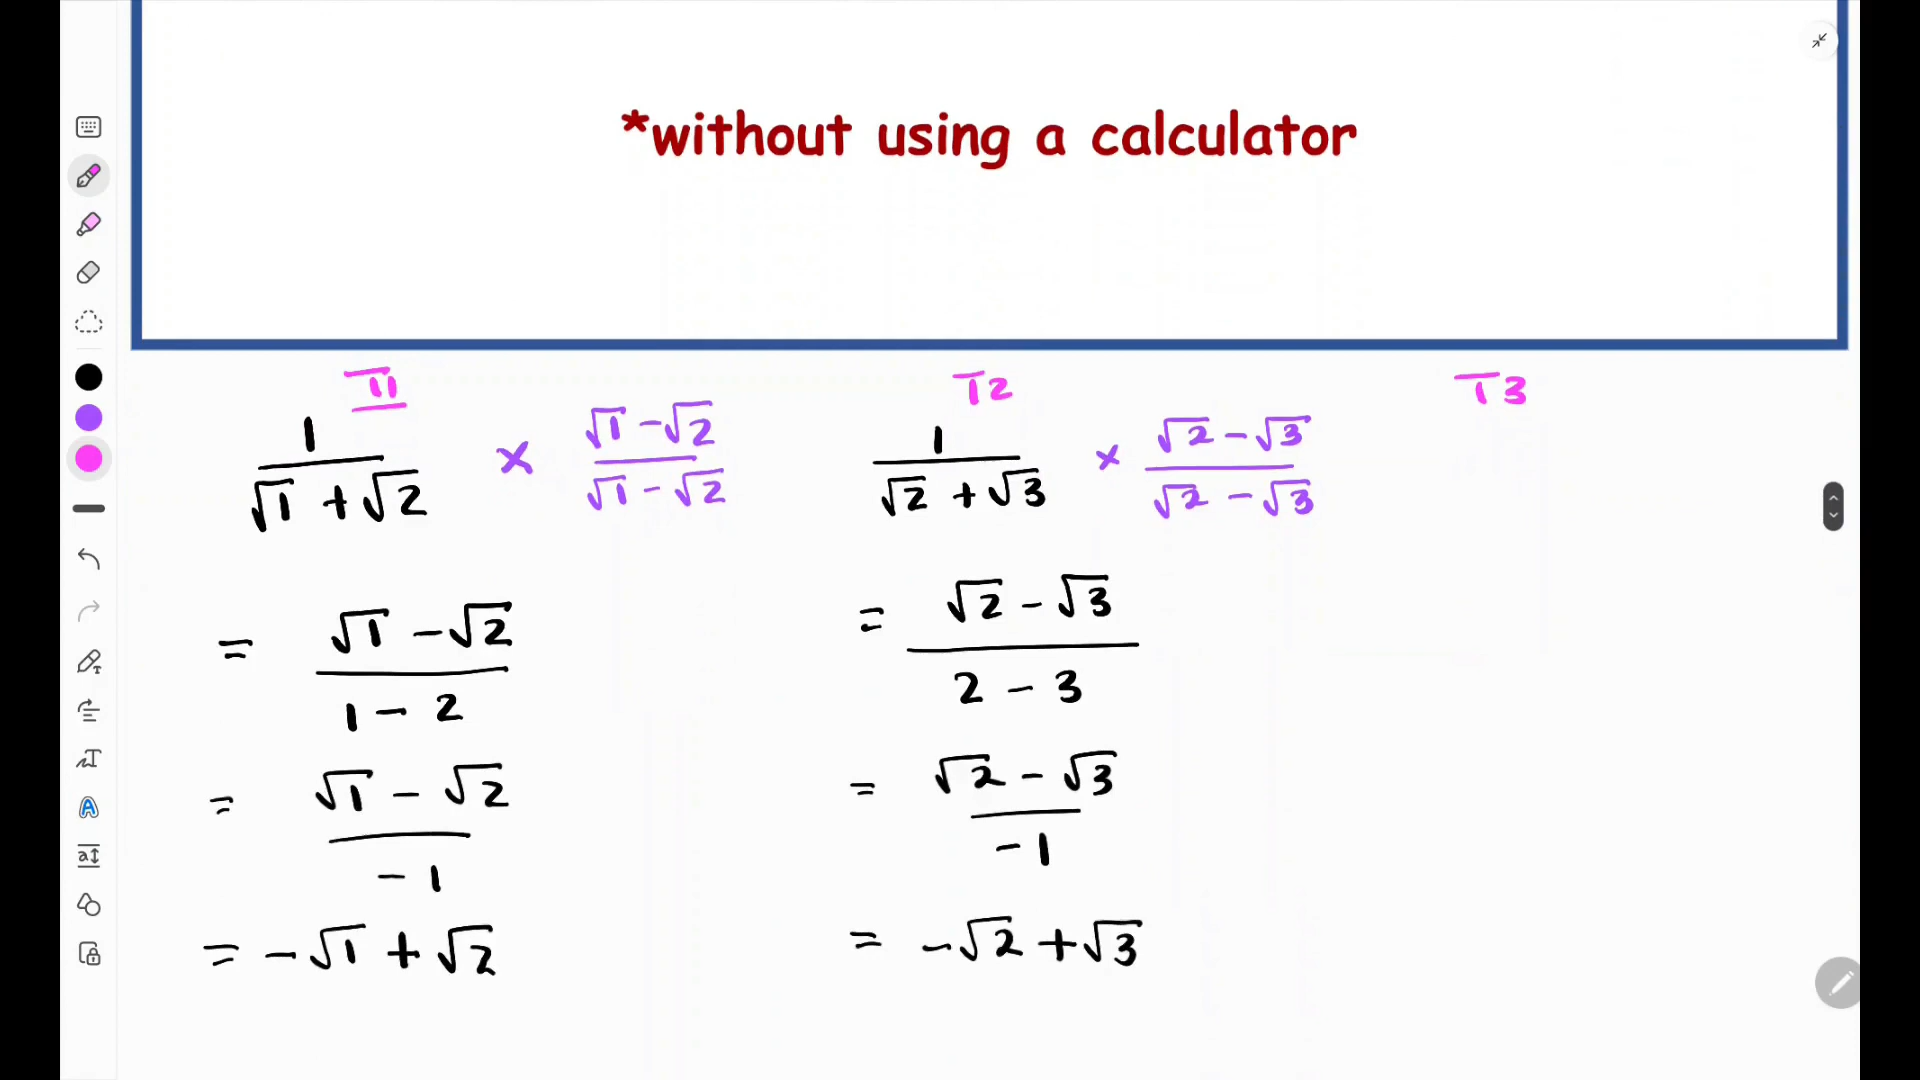 *without using a calculator
T1
1/(√1 + √2) × (√1 - √2)/(√1 - √2)
= (√1 - √2)/(1 - 2)
= (√1 - √2)/(-1)
= -√1 + √2
T2
1/(√2 + √3) × (√2 - √3)/(√2 - √3)
= (√2 - √3)/(2 - 3)
= (√2 - √3)/(-1)
= -√2 + √3
T3